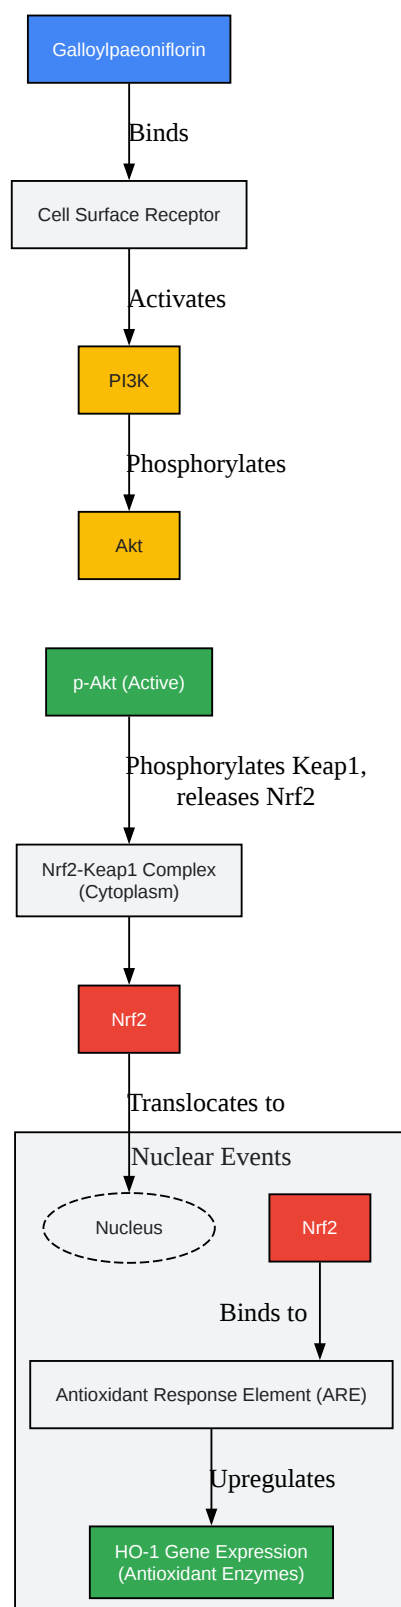 Galloylpaeoniflorin
Binds
Cell Surface Receptor
Activates
PI3K
Phosphorylates
Akt
p-Akt (Active)
Phosphorylates Keap1,
releases Nrf2
Nrf2-Keap1 Complex
(Cytoplasm)
Nrf2
Translocates to
Nuclear Events
Nucleus
Nrf2
Binds to
Antioxidant Response Element (ARE)
Upregulates
HO-1 Gene Expression
(Antioxidant Enzymes)